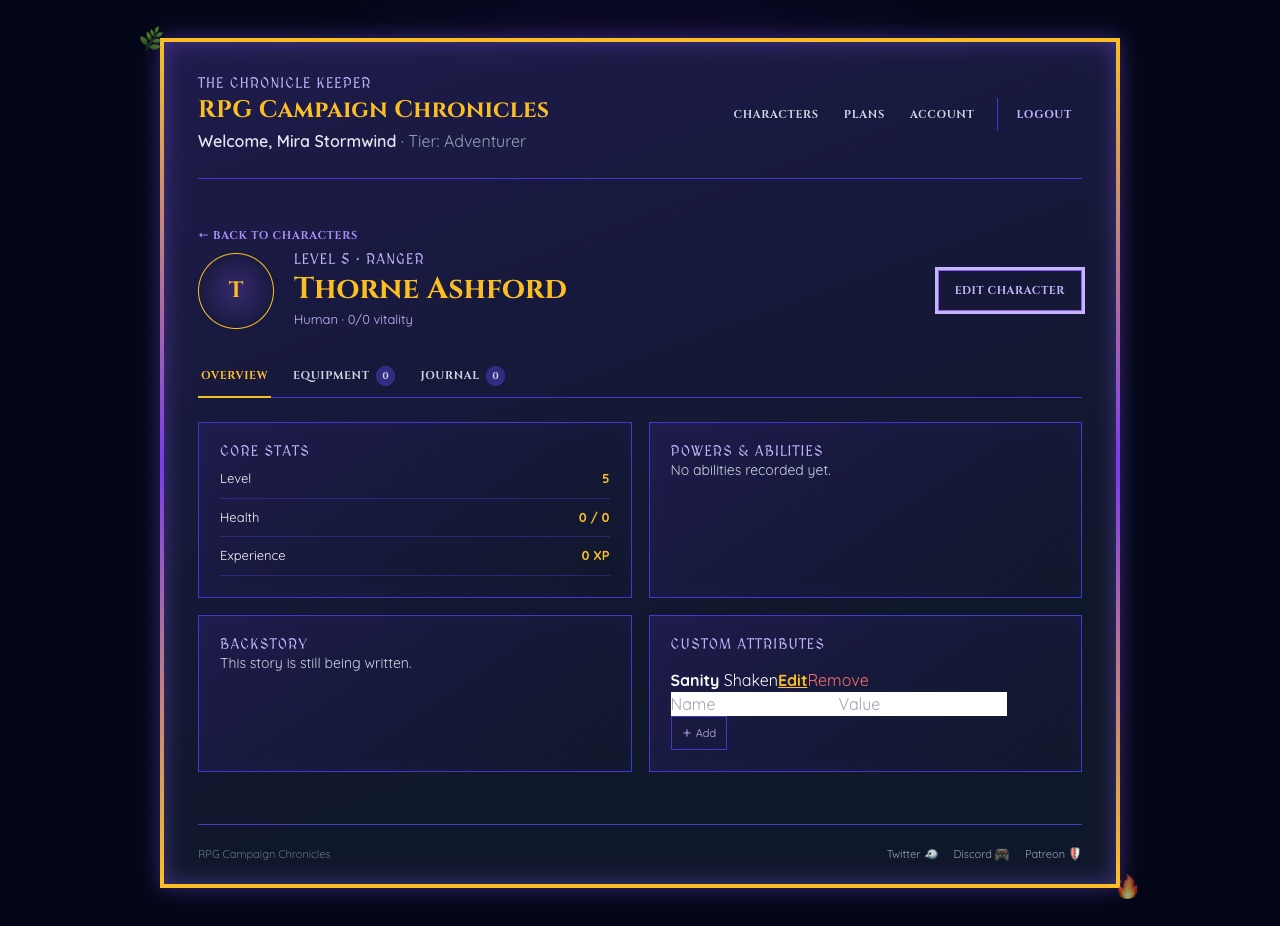 THE CHRONICLE KEEPER
RPG Campaign Chronicles
Welcome, Mira Stormwind · Tier: Adventurer
CHARACTERS PLANS ACCOUNT LOGOUT
← BACK TO CHARACTERS
T
LEVEL 5 · RANGER
Thorne Ashford
Human · 0/0 vitality
EDIT CHARACTER
OVERVIEW EQUIPMENT 0 JOURNAL 0
CORE STATS
Level 5
Health 0 / 0
Experience 0 XP
POWERS & ABILITIES
No abilities recorded yet.
BACKSTORY
This story is still being written.
CUSTOM ATTRIBUTES
Sanity ShakenEditRemove
Name Value
+ Add
RPG Campaign Chronicles
Twitter Discord Patreon